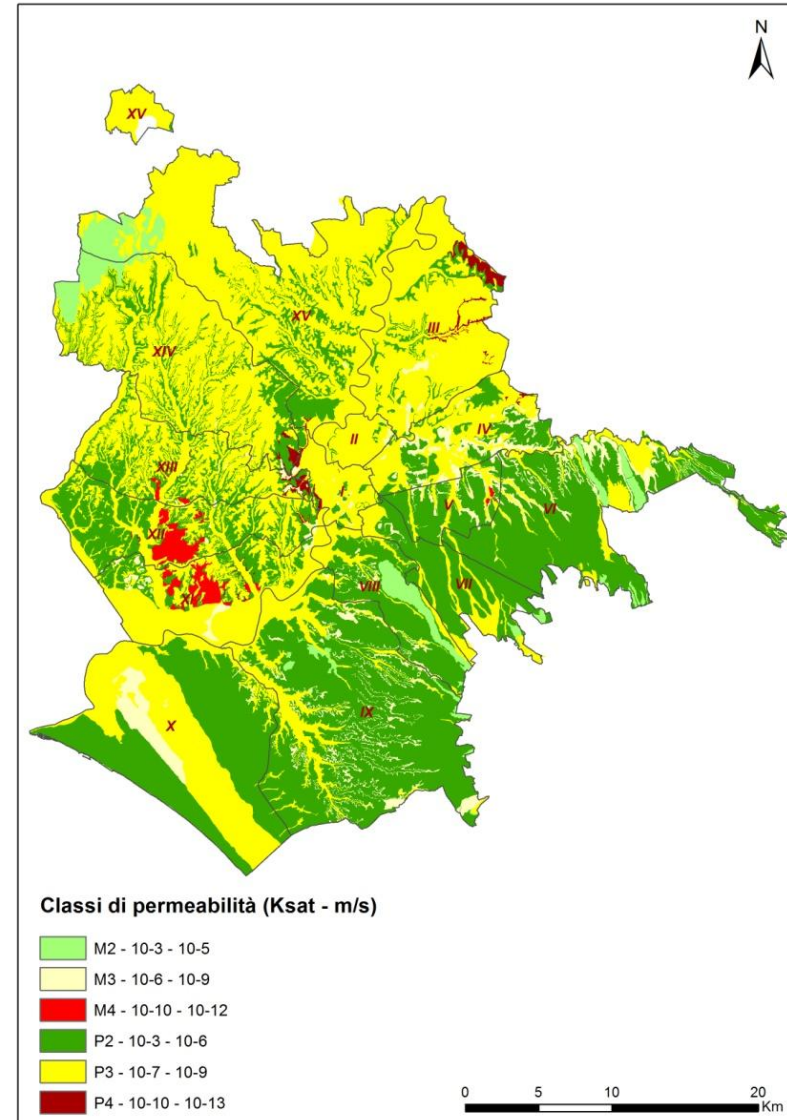 N
XV
XV
III
XIV
II
IV
XIII
V
VI
XII
VIII
VII
XI
IX
X
Classi di permeabilità (Ksat - m/s)
M2 - 10-3 - 10-5
M3 - 10-6 - 10-9
M4 - 10-10 - 10-12
P2 - 10-3 - 10-6
P3 - 10-7 - 10-9
P4 - 10-10 - 10-13
0 5 10 20
Km